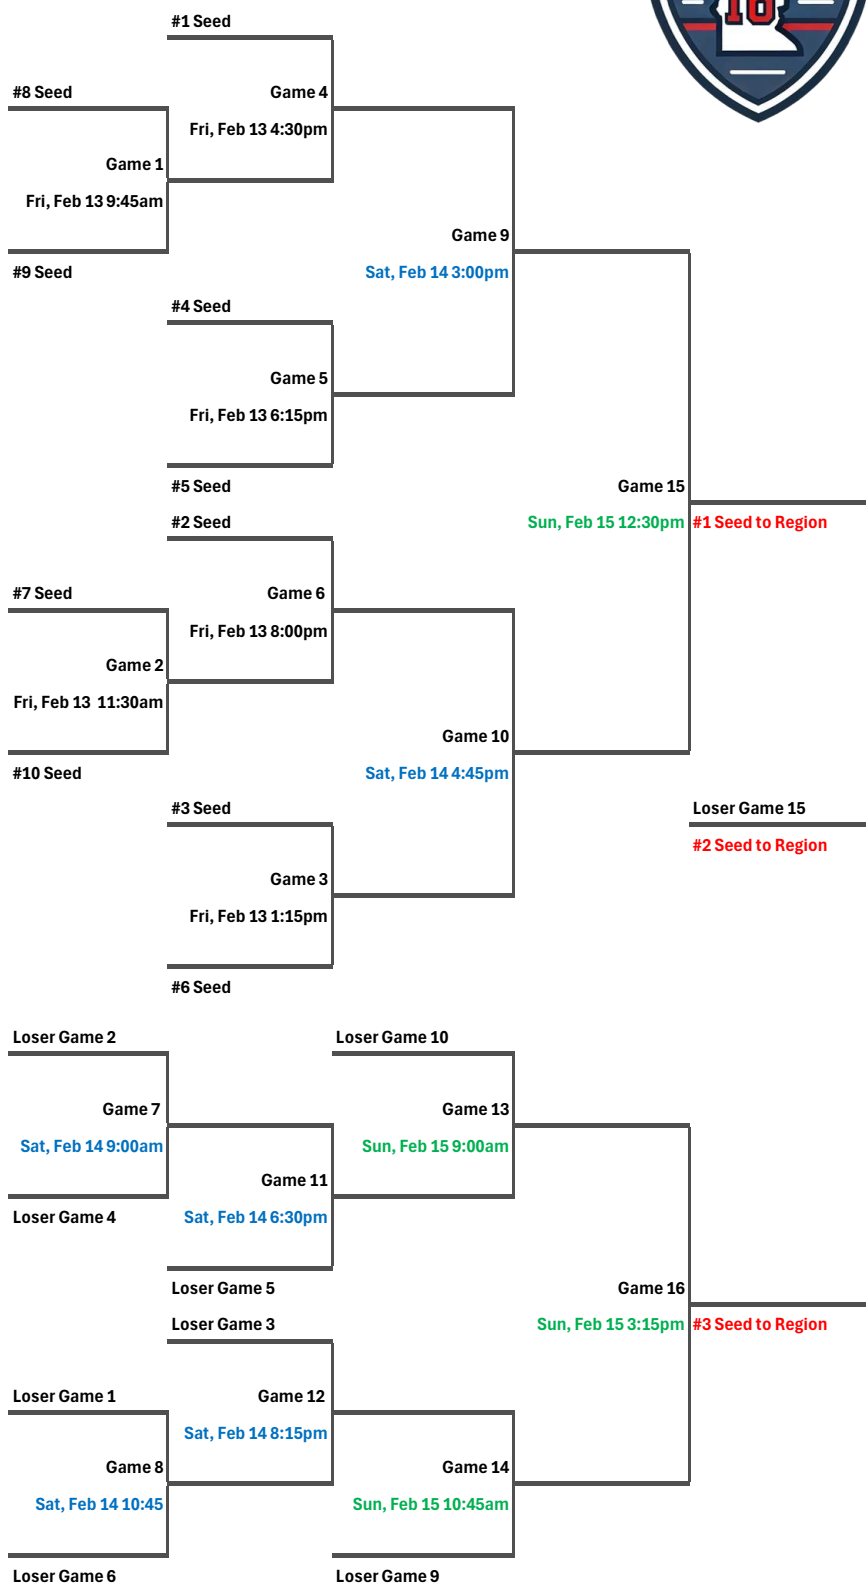 16
#1 Seed
#8 Seed
Game 4
Fri, Feb 13 4:30pm
Game 1
Fri, Feb 13 9:45am
Game 9
#9 Seed
Sat, Feb 14 3:00pm
#4 Seed
Game 5
Fri, Feb 13 6:15pm
#5 Seed
Game 15
#2 Seed
Sun, Feb 15 12:30pm
#1 Seed to Region
#7 Seed
Game 6
Fri, Feb 13 8:00pm
Game 2
Fri, Feb 13 11:30am
Game 10
#10 Seed
Sat, Feb 14 4:45pm
#3 Seed
Loser Game 15
#2 Seed to Region
Game 3
Fri, Feb 13 1:15pm
#6 Seed
Loser Game 2
Loser Game 10
Game 7
Game 13
Sat, Feb 14 9:00am
Sun, Feb 15 9:00am
Game 11
Loser Game 4
Sat, Feb 14 6:30pm
Loser Game 5
Game 16
Loser Game 3
Sun, Feb 15 3:15pm
#3 Seed to Region
Loser Game 1
Game 12
Sat, Feb 14 8:15pm
Game 8
Game 14
Sat, Feb 14 10:45
Sun, Feb 15 10:45am
Loser Game 6
Loser Game 9